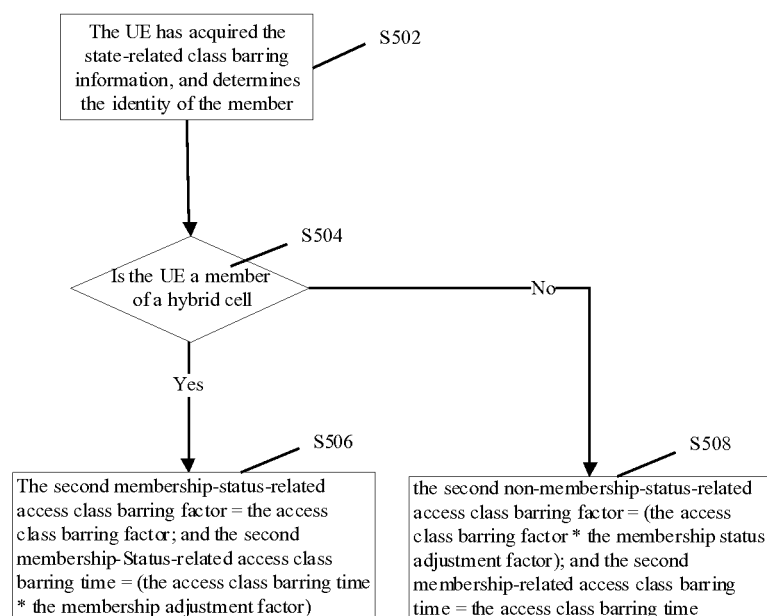 The UE has acquired the
state-related class barring
information, and determines
the identity of the member
S502
S504
Is the UE a member
of a hybrid cell
No
Yes
S506
The second membership-status-related
access class barring factor = the access
class barring factor; and the second
membership-Status-related access class
barring time = (the access class barring time
* the membership adjustment factor)
S508
the second non-membership-status-related
access class barring factor = (the access
class barring factor * the membership status
adjustment factor); and the second
membership-related access class barring
time = the access class barring time